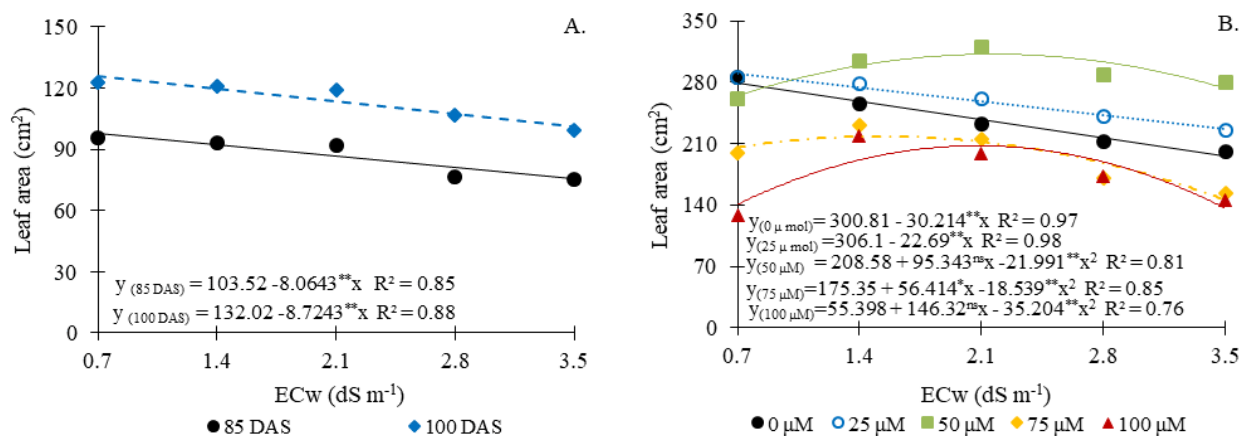 A.
Leaf area (cm²)
150
120
90
60
30
0
y (85 DAS) = 103.52 -8.0643**x R² = 0.85
y (100 DAS) = 132.02 -8.7243**x R² = 0.88
0.7 1.4 2.1 2.8 3.5
ECw (dS m⁻¹)
85 DAS 100 DAS
B.
Leaf area (cm²)
350
280
210
140
70
0
y(0 μ mol)= 300.81 - 30.214**x R² = 0.97
y(25 μ mol)=306.1 - 22.69**x R² = 0.98
y(50 μM) = 208.58 + 95.343ⁿˢx -21.991**x² R² = 0.81
y(75 μM)=175.35 + 56.414*x -18.539**x² R² = 0.85
y(100 μM)=55.398 + 146.32ⁿˢx - 35.204**x² R² = 0.76
0.7 1.4 2.1 2.8 3.5
ECw (dS m⁻¹)
0 μM 25 μM 50 μM 75 μM 100 μM